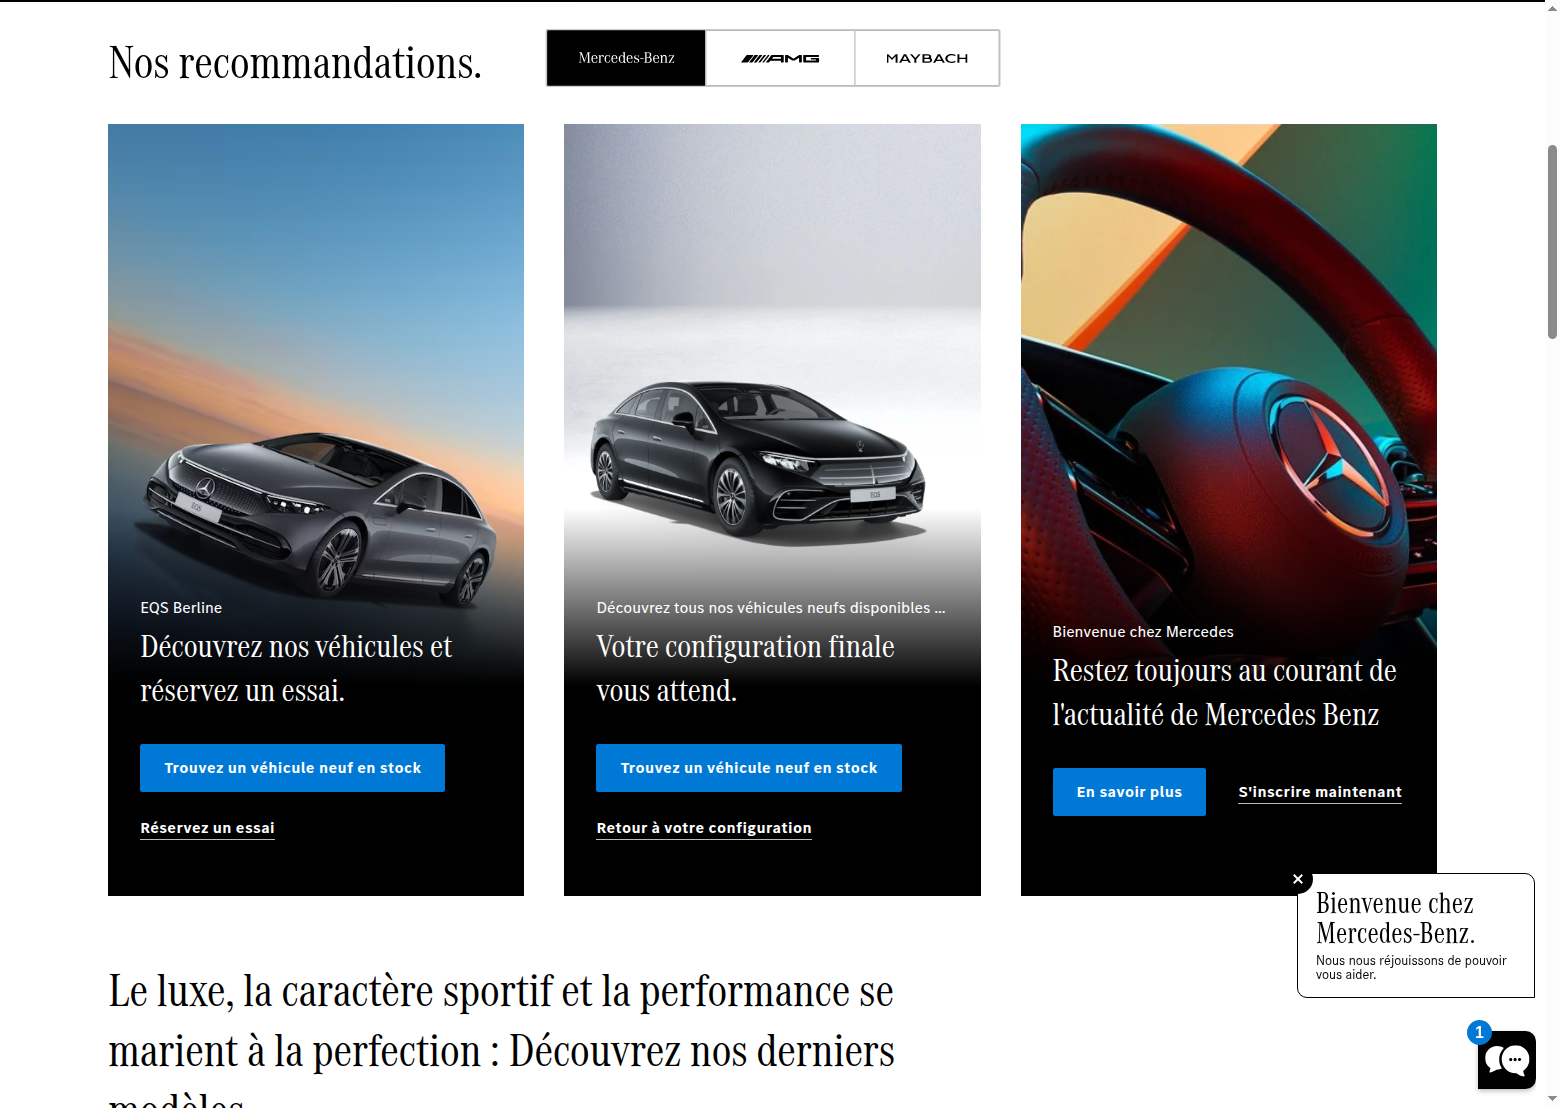 Nos recommandations.
Mercedes-Benz
AMG
MAYBACH
EQS
EQS Berline
Découvrez nos véhicules et
réservez un essai.
Trouvez un véhicule neuf en stock
Réservez un essai
EQS
Découvrez tous nos véhicules neufs disponibles ...
Votre configuration finale
vous attend.
Trouvez un véhicule neuf en stock
Retour à votre configuration
Bienvenue chez Mercedes
Restez toujours au courant de
l'actualité de Mercedes Benz
En savoir plus
S'inscrire maintenant
Bienvenue chez
Mercedes-Benz.
Nous nous réjouissons de pouvoir
vous aider.
1
Le luxe, la caractère sportif et la performance se
marient à la perfection : Découvrez nos derniers
modèles